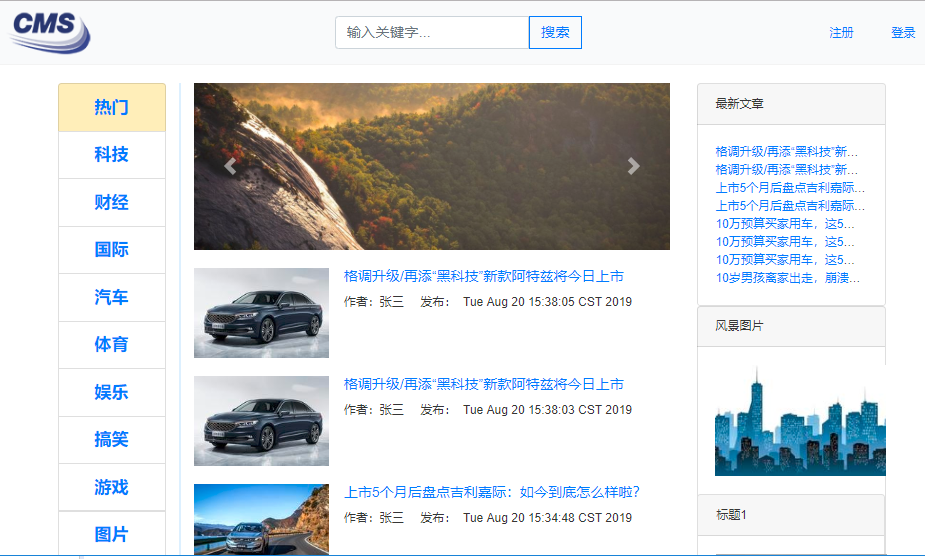 CMS
输入关键字...
搜索
注册
登录
热门
科技
财经
国际
汽车
体育
娱乐
搞笑
游戏
图片
格调升级/再添“黑科技”新款阿特兹将今日上市
作者：张三 发布： Tue Aug 20 15:38:05 CST 2019
格调升级/再添“黑科技”新款阿特兹将今日上市
作者：张三 发布： Tue Aug 20 15:38:03 CST 2019
上市5个月后盘点吉利嘉际：如今到底怎么样啦?
作者：张三 发布： Tue Aug 20 15:34:48 CST 2019
最新文章
格调升级/再添“黑科技”新...
格调升级/再添“黑科技”新...
上市5个月后盘点吉利嘉际...
上市5个月后盘点吉利嘉际...
10万预算买家用车，这5...
10万预算买家用车，这5...
10万预算买家用车，这5...
10岁男孩离家出走，崩溃...
风景图片
标题1